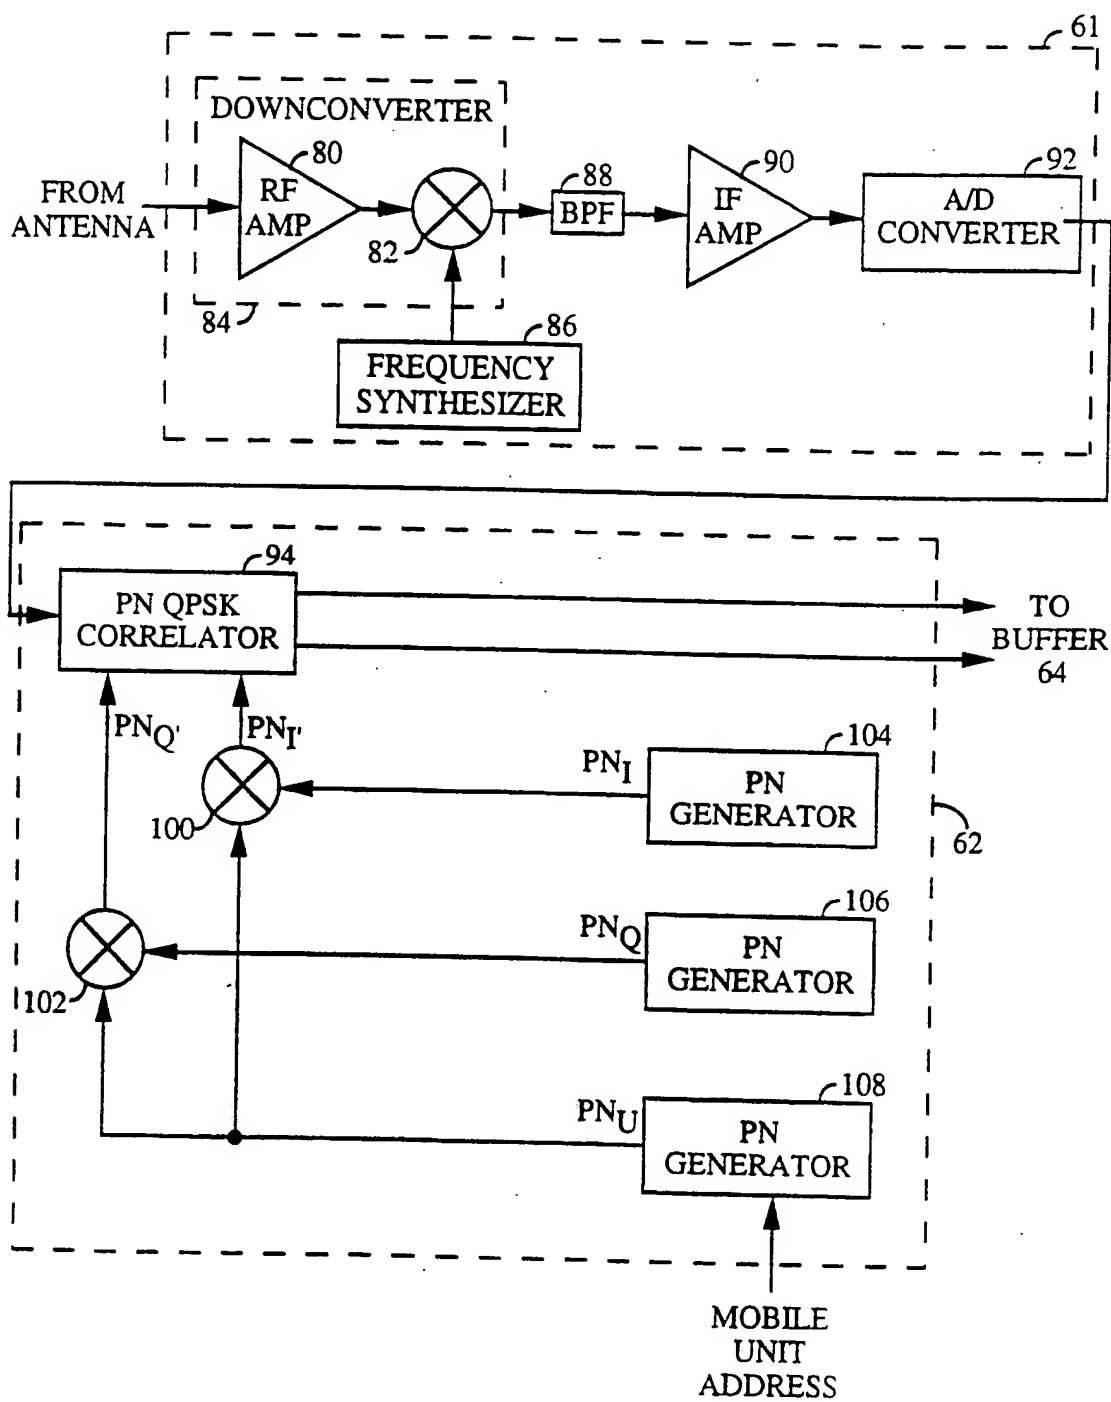 61
DOWNCONVERTER
80
90
92
88
FROM
ANTENNA
RF
AMP
82
BPF
IF
AMP
A/D
CONVERTER
84
86
FREQUENCY
SYNTHESIZER
94
PN QPSK
CORRELATOR
TO
BUFFER
64
PNQ'
PNI'
104
PNI
PN
GENERATOR
100
62
106
PNQ
PN
GENERATOR
102
108
PNU
PN
GENERATOR
MOBILE
UNIT
ADDRESS